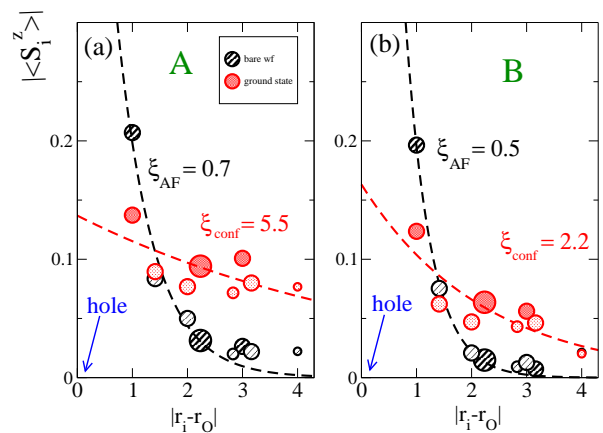 |<S_i^z>|
(a)
A
bare wf
ground state
ξ_AF = 0.7
ξ_conf = 5.5
hole
0.2
0.1
0
0 1 2 3 4
|r_i-r_O|
(b)
B
ξ_AF = 0.5
ξ_conf = 2.2
hole
0.2
0.1
0
0 1 2 3 4
|r_i-r_O|